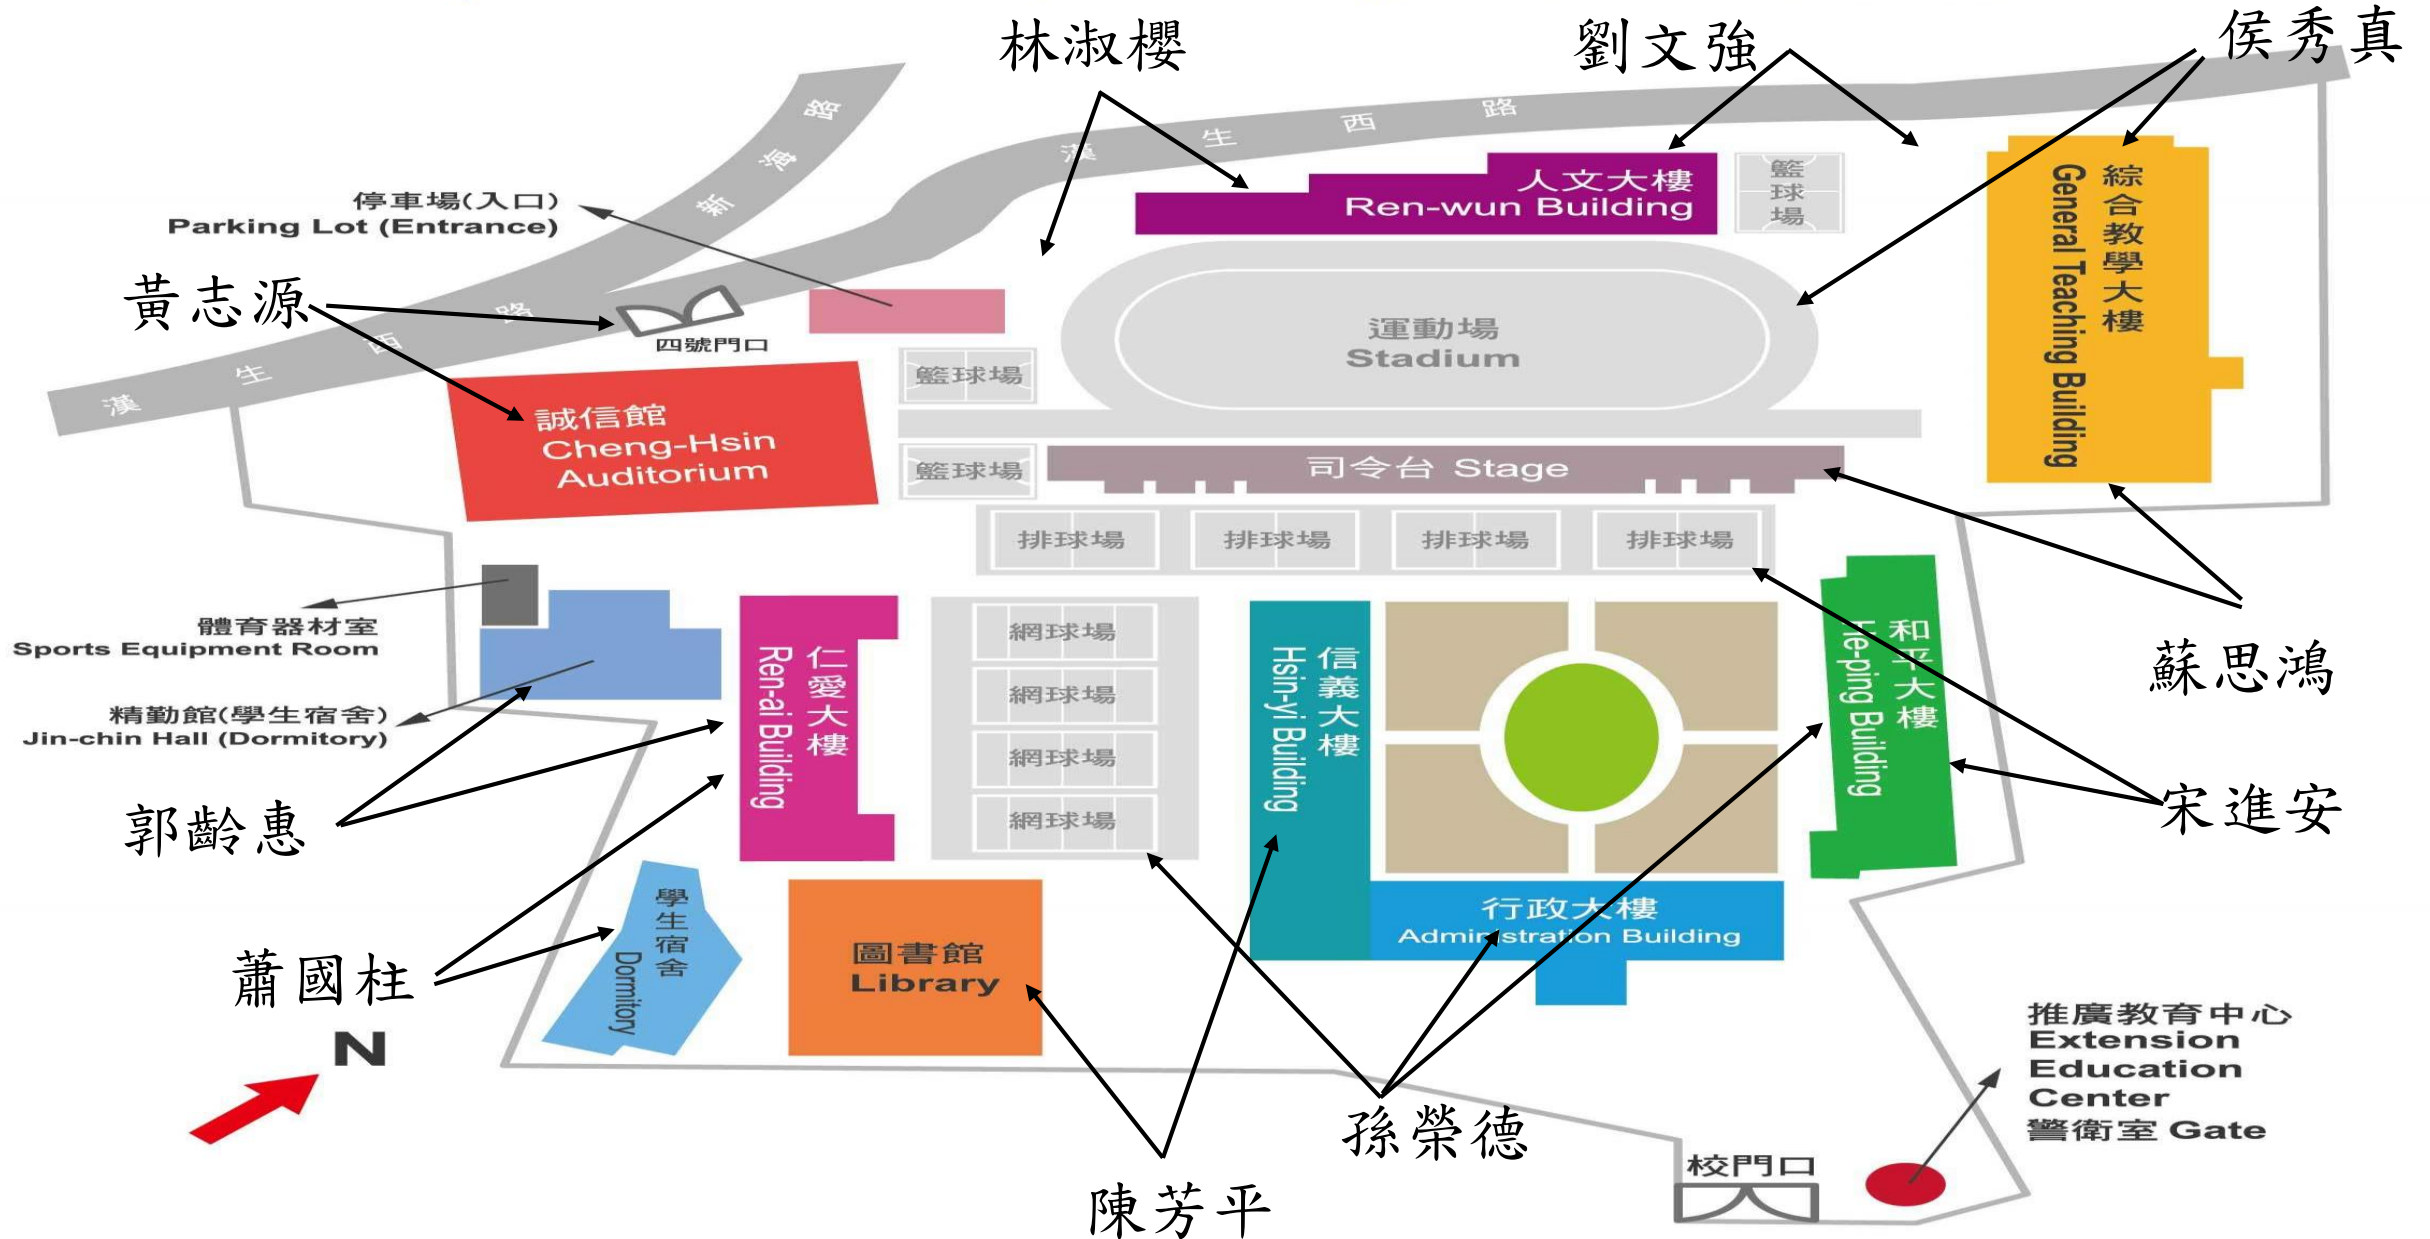 林淑櫻
劉文強
侯秀真
新海路
漢生西路
停車場(入口)
Parking Lot (Entrance)
人文大樓
Ren-wun Building
籃球場
綜合教學大樓
General Teaching Building
黃志源
漢生西路
四號門口
運動場
Stadium
籃球場
誠信館
Cheng-Hsin
Auditorium
籃球場
司令台 Stage
排球場
排球場
排球場
排球場
體育器材室
Sports Equipment Room
精勤館(學生宿舍)
Jin-chin Hall (Dormitory)
仁愛大樓
Ren-ai Building
網球場
網球場
網球場
網球場
信義大樓
Hsin-yi Building
和平大樓
He-ping Building
蘇思鴻
郭齡惠
宋進安
學生宿舍
Dormitory
圖書館
Library
行政大樓
Administration Building
蕭國柱
N
推廣教育中心
Extension
Education
Center
警衛室 Gate
孫榮德
陳芳平
校門口